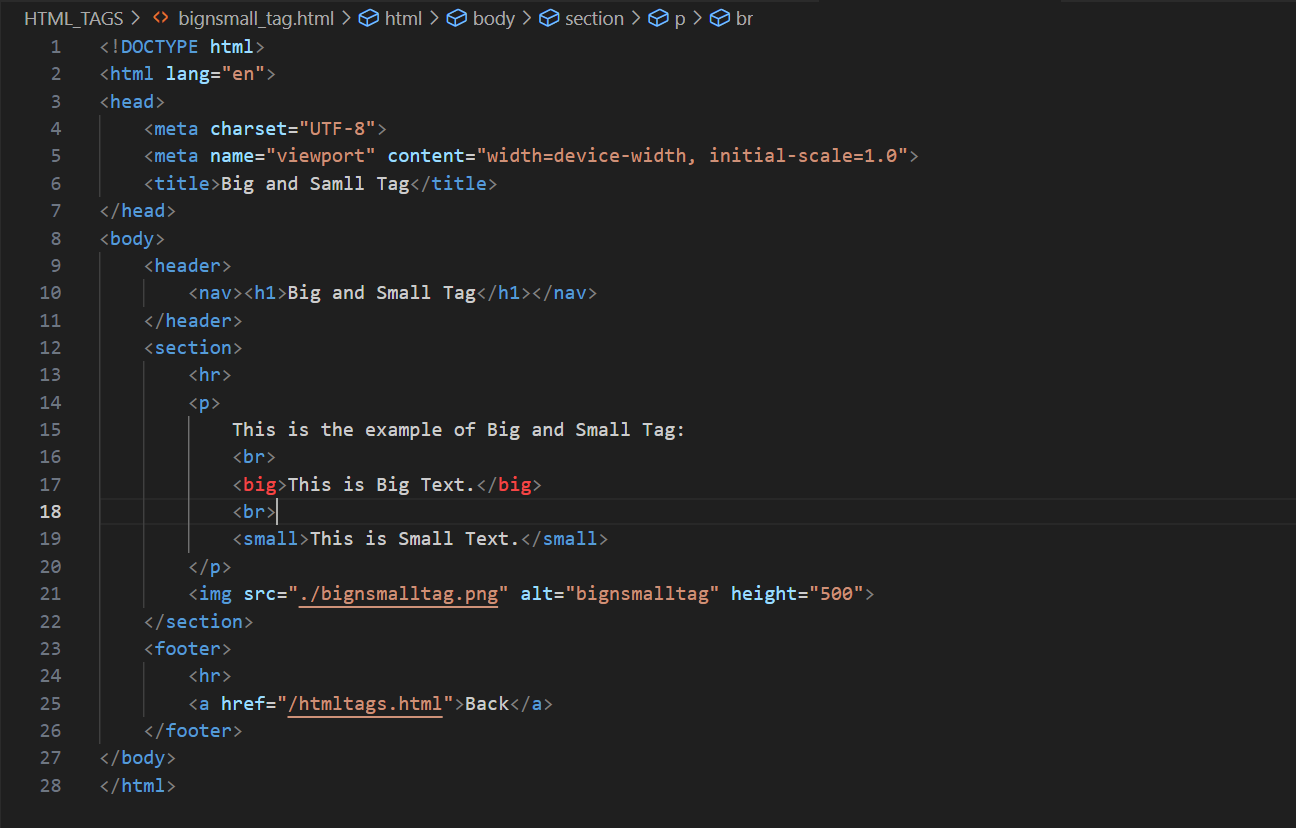 HTML_TAGS > <> bignsmall_tag.html > html > body > section > p > br
1 <!DOCTYPE html>
2 <html lang="en">
3 <head>
4     <meta charset="UTF-8">
5     <meta name="viewport" content="width=device-width, initial-scale=1.0">
6     <title>Big and Samll Tag</title>
7 </head>
8 <body>
9     <header>
10         <nav><h1>Big and Small Tag</h1></nav>
11     </header>
12     <section>
13         <hr>
14         <p>
15             This is the example of Big and Small Tag:
16             <br>
17             <big>This is Big Text.</big>
18             <br>
19             <small>This is Small Text.</small>
20         </p>
21         <img src="./bignsmalltag.png" alt="bignsmalltag" height="500">
22     </section>
23     <footer>
24         <hr>
25         <a href="/htmltags.html">Back</a>
26     </footer>
27 </body>
28 </html>